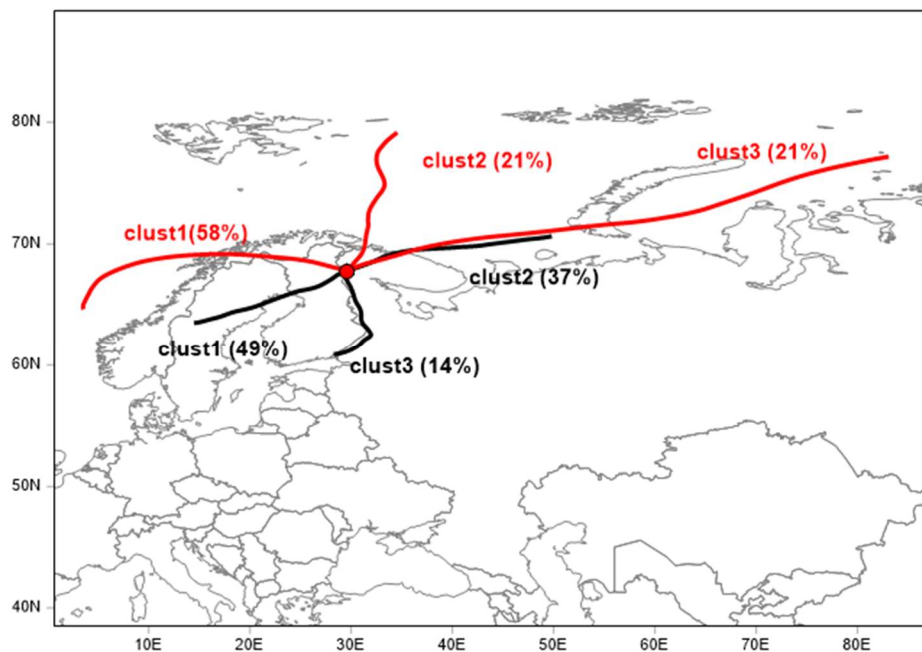 80N
70N
60N
50N
40N
clust2 (21%)
clust3 (21%)
clust1(58%)
clust2 (37%)
clust1 (49%)
clust3 (14%)
10E
20E
30E
40E
50E
60E
70E
80E